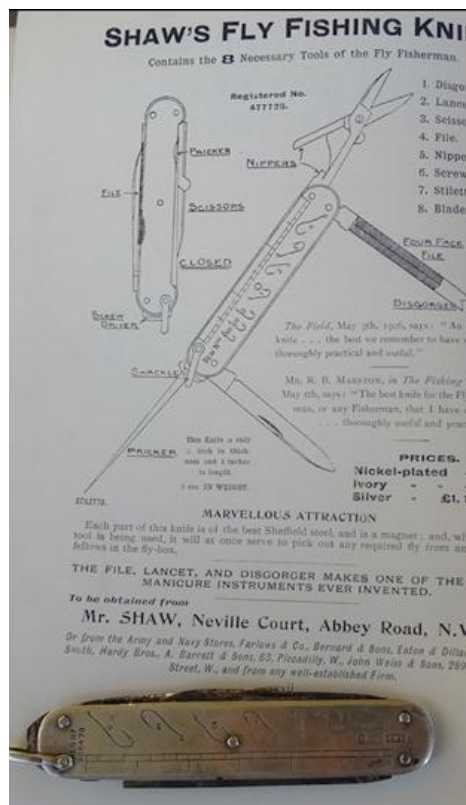 SHAW'S FLY FISHING KNI
Contains the 8 Necessary Tools of the Fly Fisherman.
Registered No.
477720.
1. Disgo
2. Lance
3. Scisso
4. File.
5. Nippe
6. Screw
7. Stilett
8. Blade
NIPPERS
PRICKER
FILE
SCISSORS
CLOSED
SCREW
DRIVER
SHACKLE
FOUR FACE
FILE
DISGORGER
The Field, May 5th, 1906, says: "An
knife . . . the best we remember to have
thoroughly practical and useful."
MR. R. B. MARSTON, in The Fishing
May 5th, says: "The best knife for the Fl
man, or any Fisherman, that I have
. . . thoroughly useful and prac
PRICKER
This Knife is only
inch in thick-
ness and 4 inches
in length.
oz. IN WEIGHT.
STILETTO.
PRICES.
Nickel-plated
Ivory - -
Silver - £1.1
MARVELLOUS ATTRACTION
Each part of this knife is of the best Sheffield steel, and is a magnet; and, wh
tool is being used, it will at once serve to pick out any required fly from am
fellows in the fly-box.
THE FILE, LANCET, AND DISGORGER MAKES ONE OF THE
MANICURE INSTRUMENTS EVER INVENTED.
To be obtained from
Mr. SHAW, Neville Court, Abbey Road, N.W
Or from the Army and Navy Stores, Farlows & Co., Bernard & Sons, Eaton & Dilla
Smith, Hardy Bros., A. Barrett & Sons, 63, Piccadilly, W., John Weiss & Sons, 289
Street, W., and from any well-established Firm.